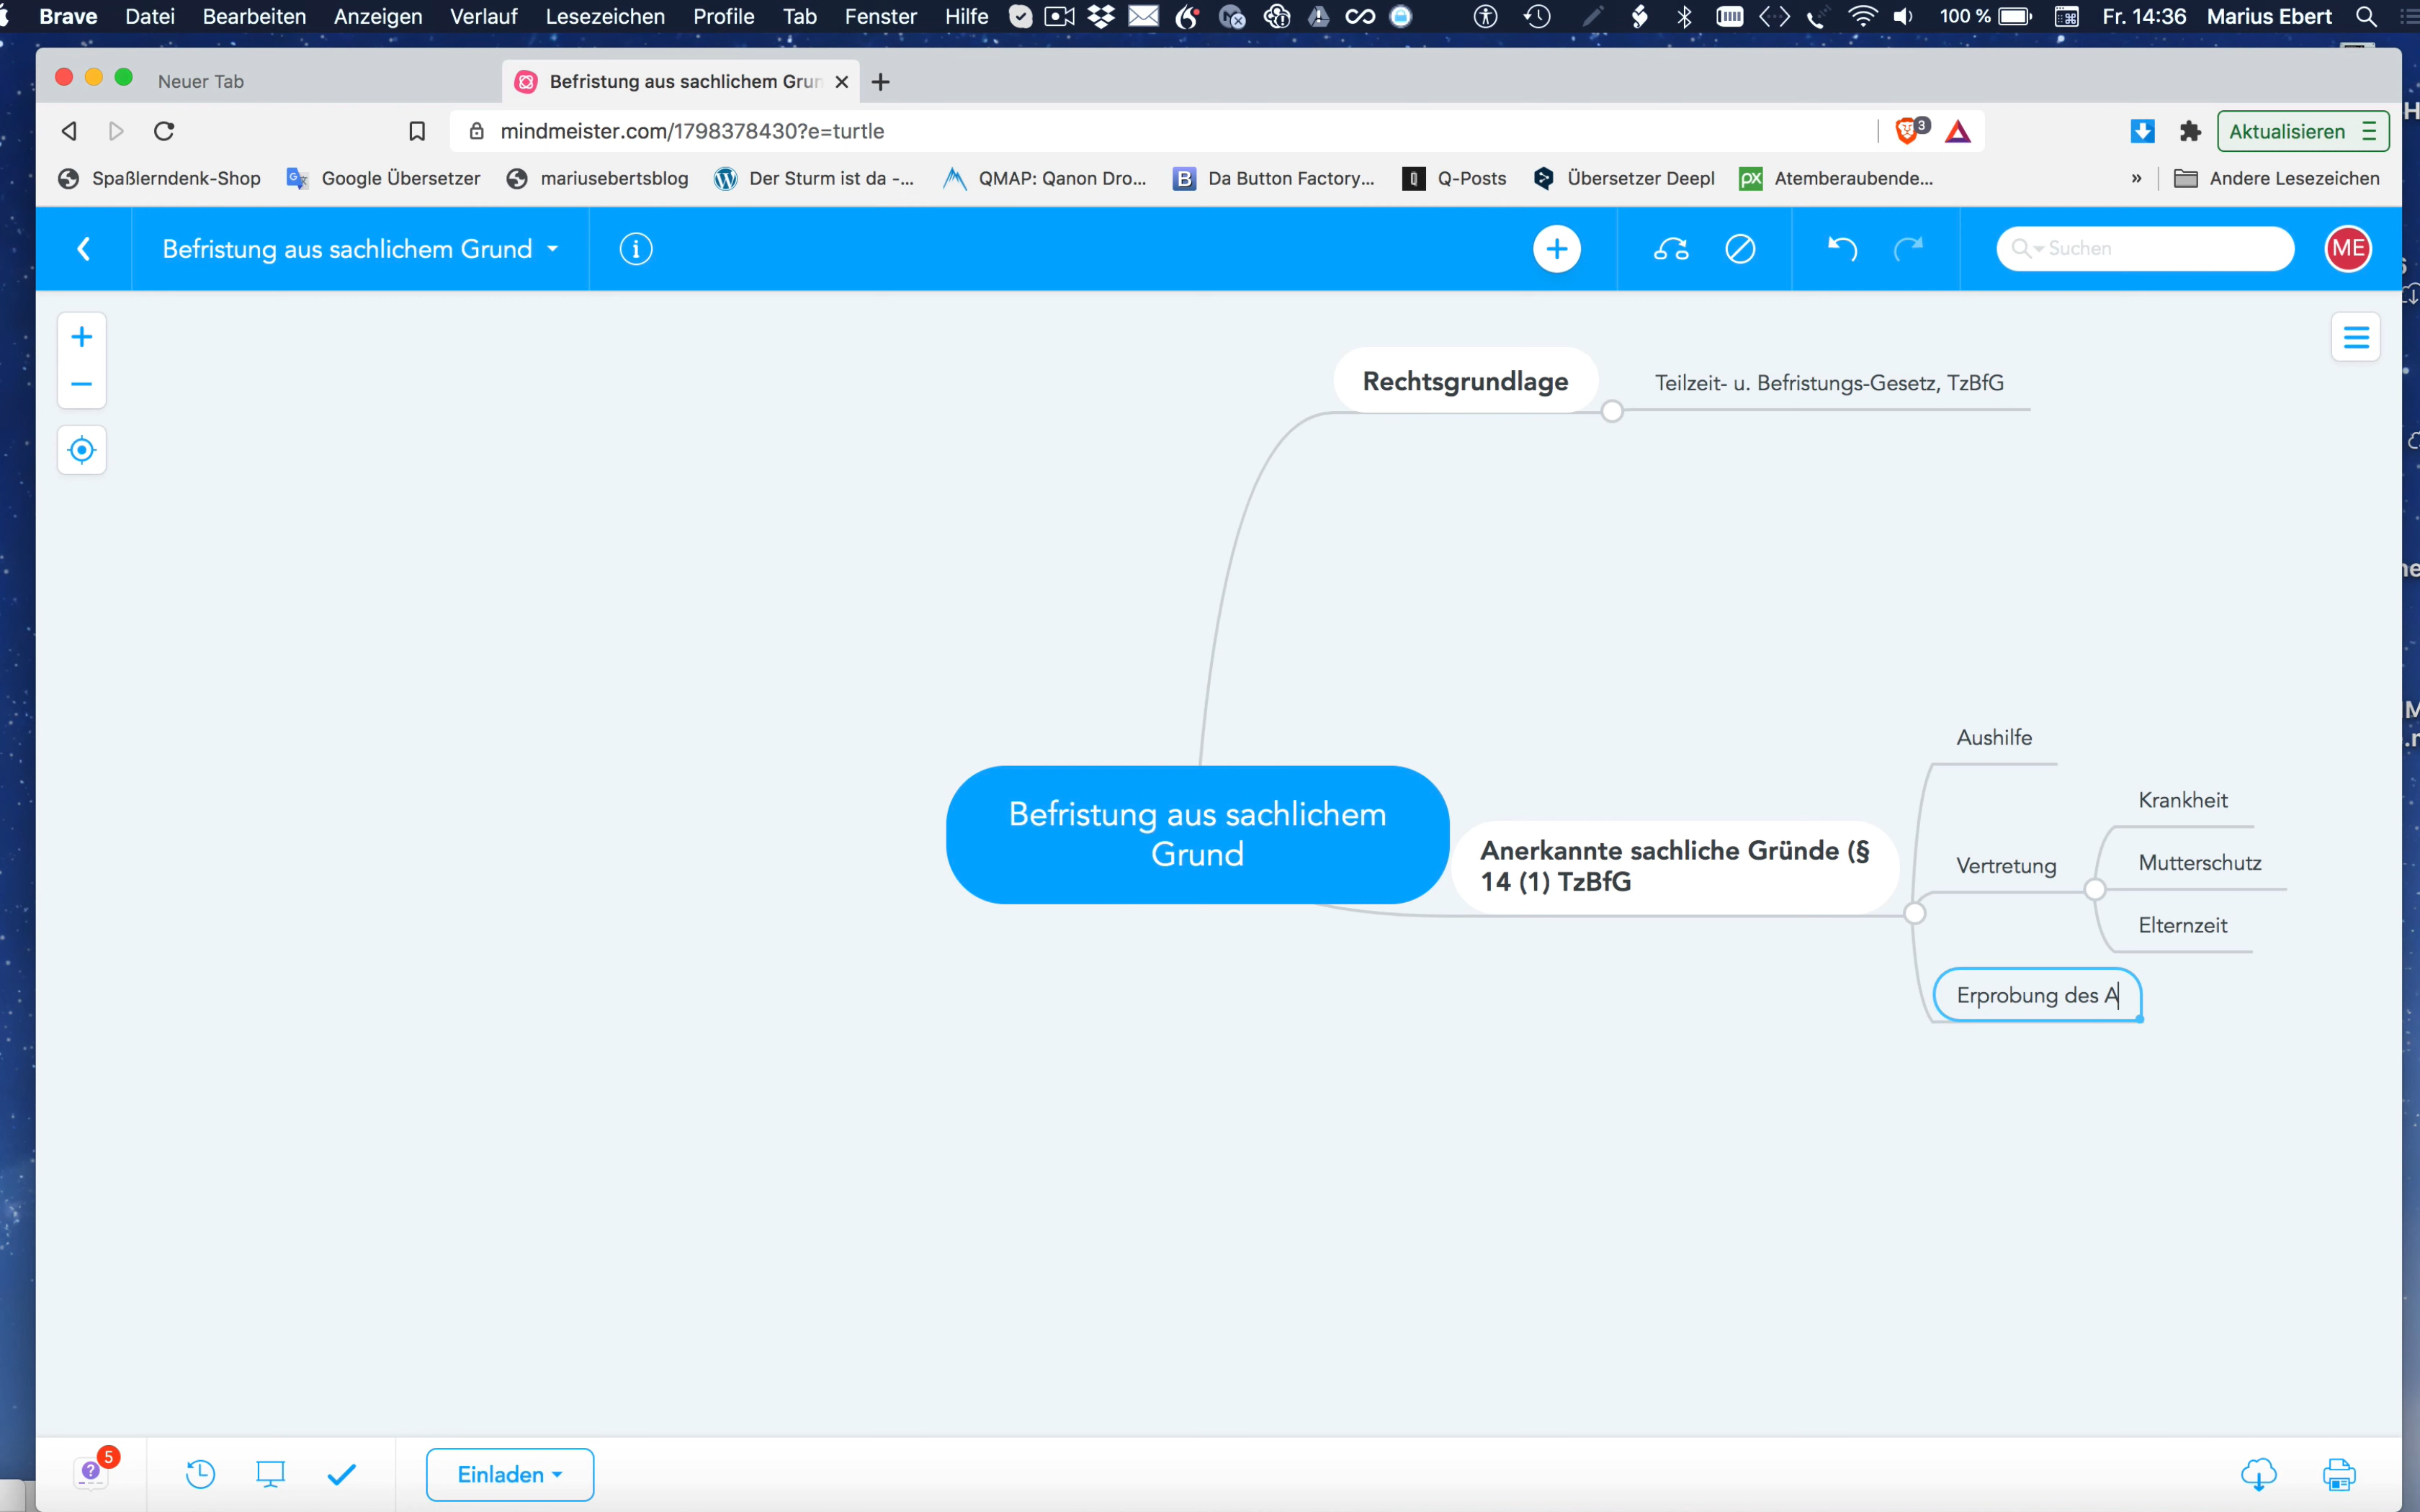 Brave Datei Bearbeiten Anzeigen Verlauf Lesezeichen Profile Tab Fenster Hilfe 100 % Fr. 14:36 Marius Ebert
Neuer Tab
Befristung aus sachlichem Grun
mindmeister.com/1798378430?e=turtle
3
Aktualisieren
Spaßlerndenk-Shop Google Übersetzer mariusebertsblog Der Sturm ist da -... QMAP: Qanon Dro... B Da Button Factory... Q-Posts Übersetzer Deepl px Atemberaubende... » Andere Lesezeichen
Befristung aus sachlichem Grund
Suchen
ME
Rechtsgrundlage
Teilzeit- u. Befristungs-Gesetz, TzBfG
Befristung aus sachlichem
Grund
Anerkannte sachliche Gründe (§
14 (1) TzBfG
Aushilfe
Vertretung
Krankheit
Mutterschutz
Elternzeit
Erprobung des A
5
Einladen